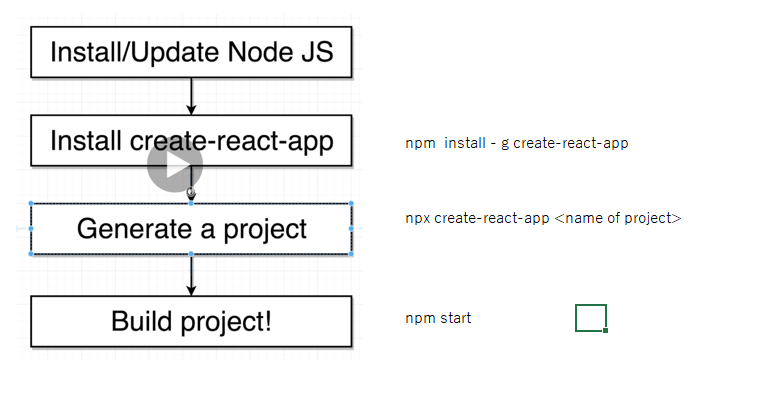 Install/Update Node JS
Install create-react-app
npm install - g create-react-app
Generate a project
npx create-react-app <name of project>
Build project!
npm start